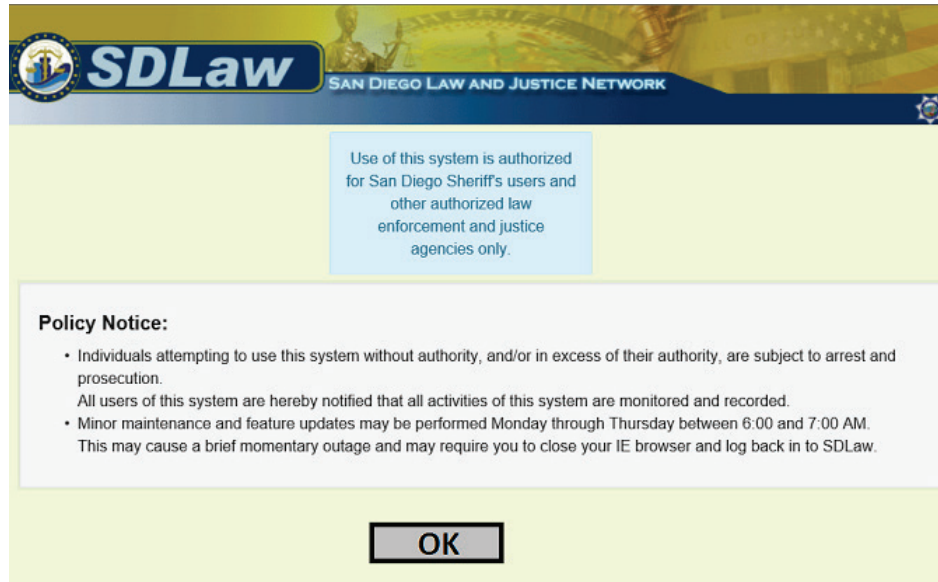 SDLaw
SAN DIEGO LAW AND JUSTICE NETWORK
Use of this system is authorized
for San Diego Sheriff's users and
other authorized law
enforcement and justice
agencies only.
Policy Notice:
• Individuals attempting to use this system without authority, and/or in excess of their authority, are subject to arrest and
prosecution.
All users of this system are hereby notified that all activities of this system are monitored and recorded.
• Minor maintenance and feature updates may be performed Monday through Thursday between 6:00 and 7:00 AM.
This may cause a brief momentary outage and may require you to close your IE browser and log back in to SDLaw.
OK